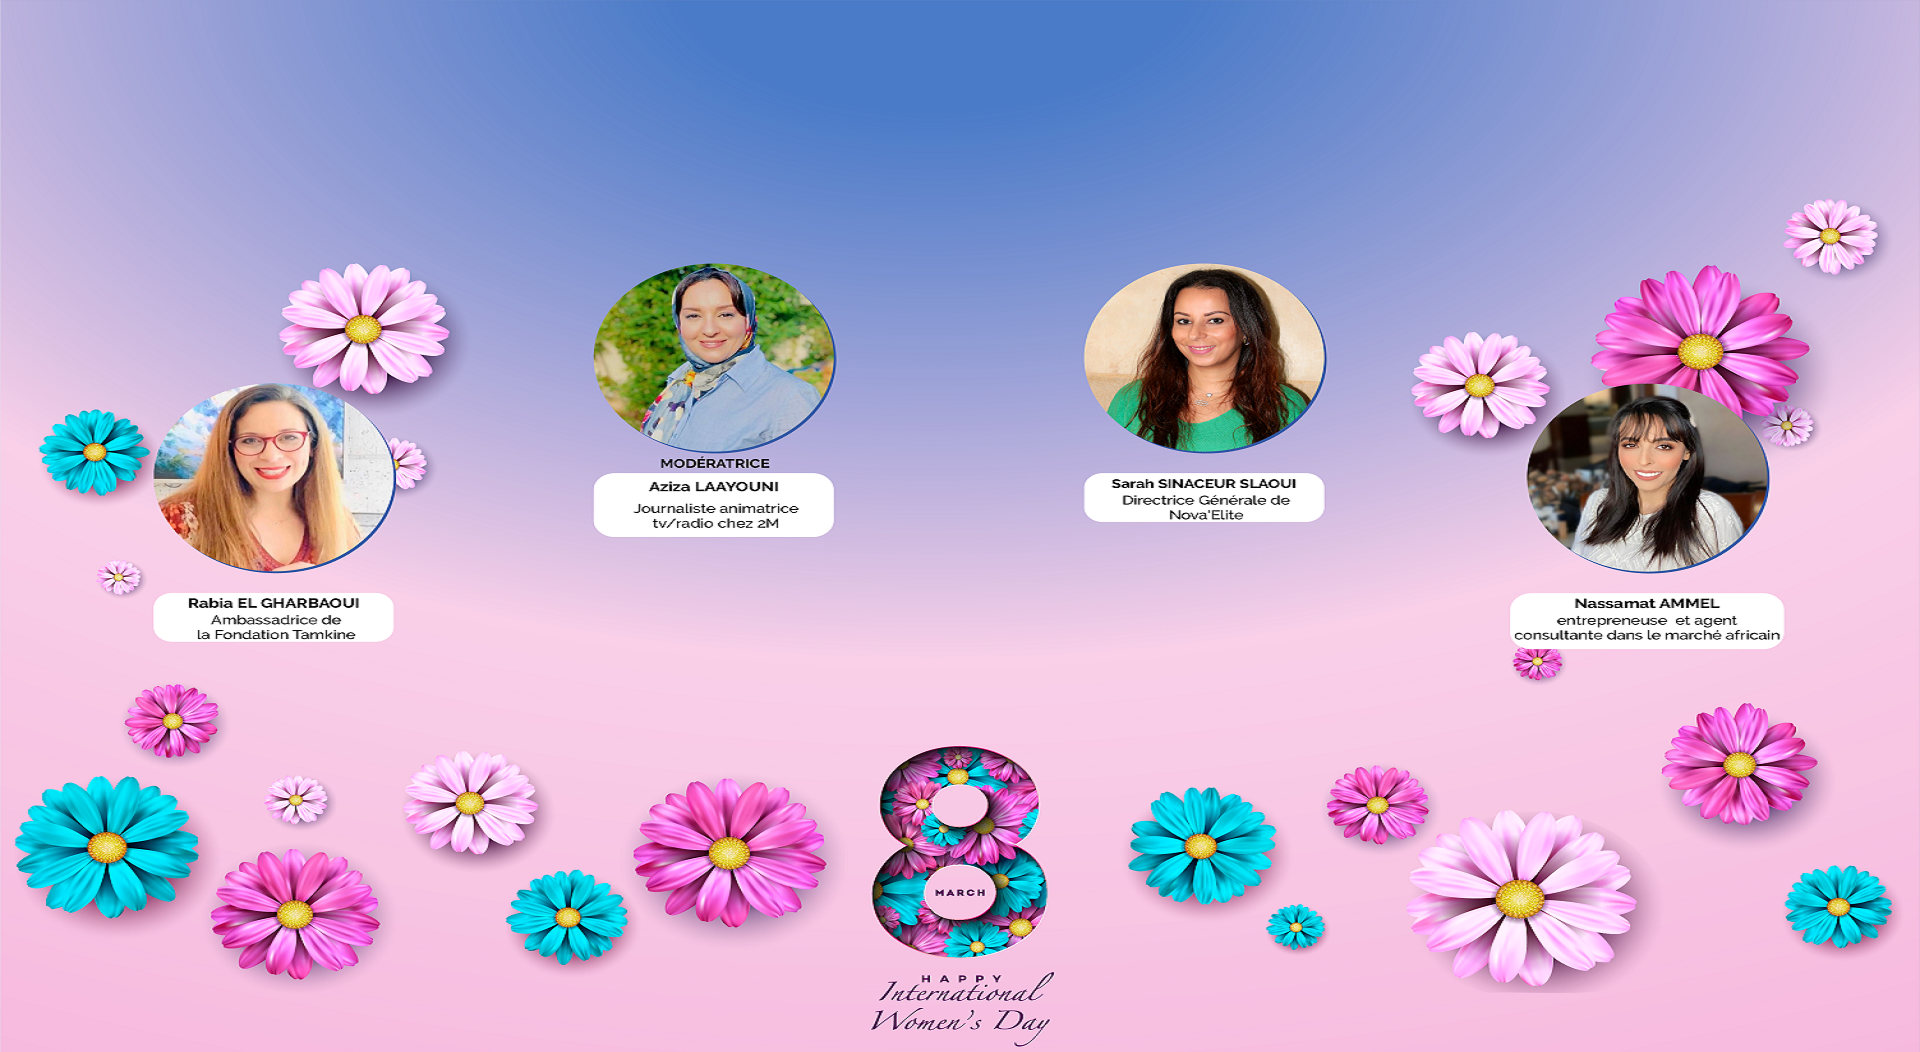 MODÉRATRICE
Aziza LAAYOUNI
Journaliste animatrice
tv/radio chez 2M
Sarah SINACEUR SLAOUI
Directrice Générale de
Nova'Elite
Rabia EL GHARBAOUI
Ambassadrice de
la Fondation Tamkine
Nassamat AMMEL
entrepreneuse et agent
consultante dans le marché africain
8
MARCH
HAPPY
International
Women's Day